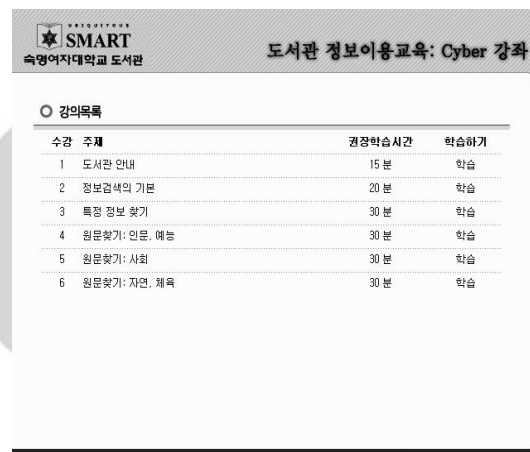 UBIQUITOUS
SMART
숙명여자대학교 도서관
도서관 정보이용교육: Cyber 강좌
강의목록
수강 주제 권장학습시간 학습하기
1 도서관 안내 15 분 학습
2 정보검색의 기본 20 분 학습
3 특정 정보 찾기 30 분 학습
4 원문찾기: 인문, 예능 30 분 학습
5 원문찾기: 사회 30 분 학습
6 원문찾기: 자연, 체육 30 분 학습